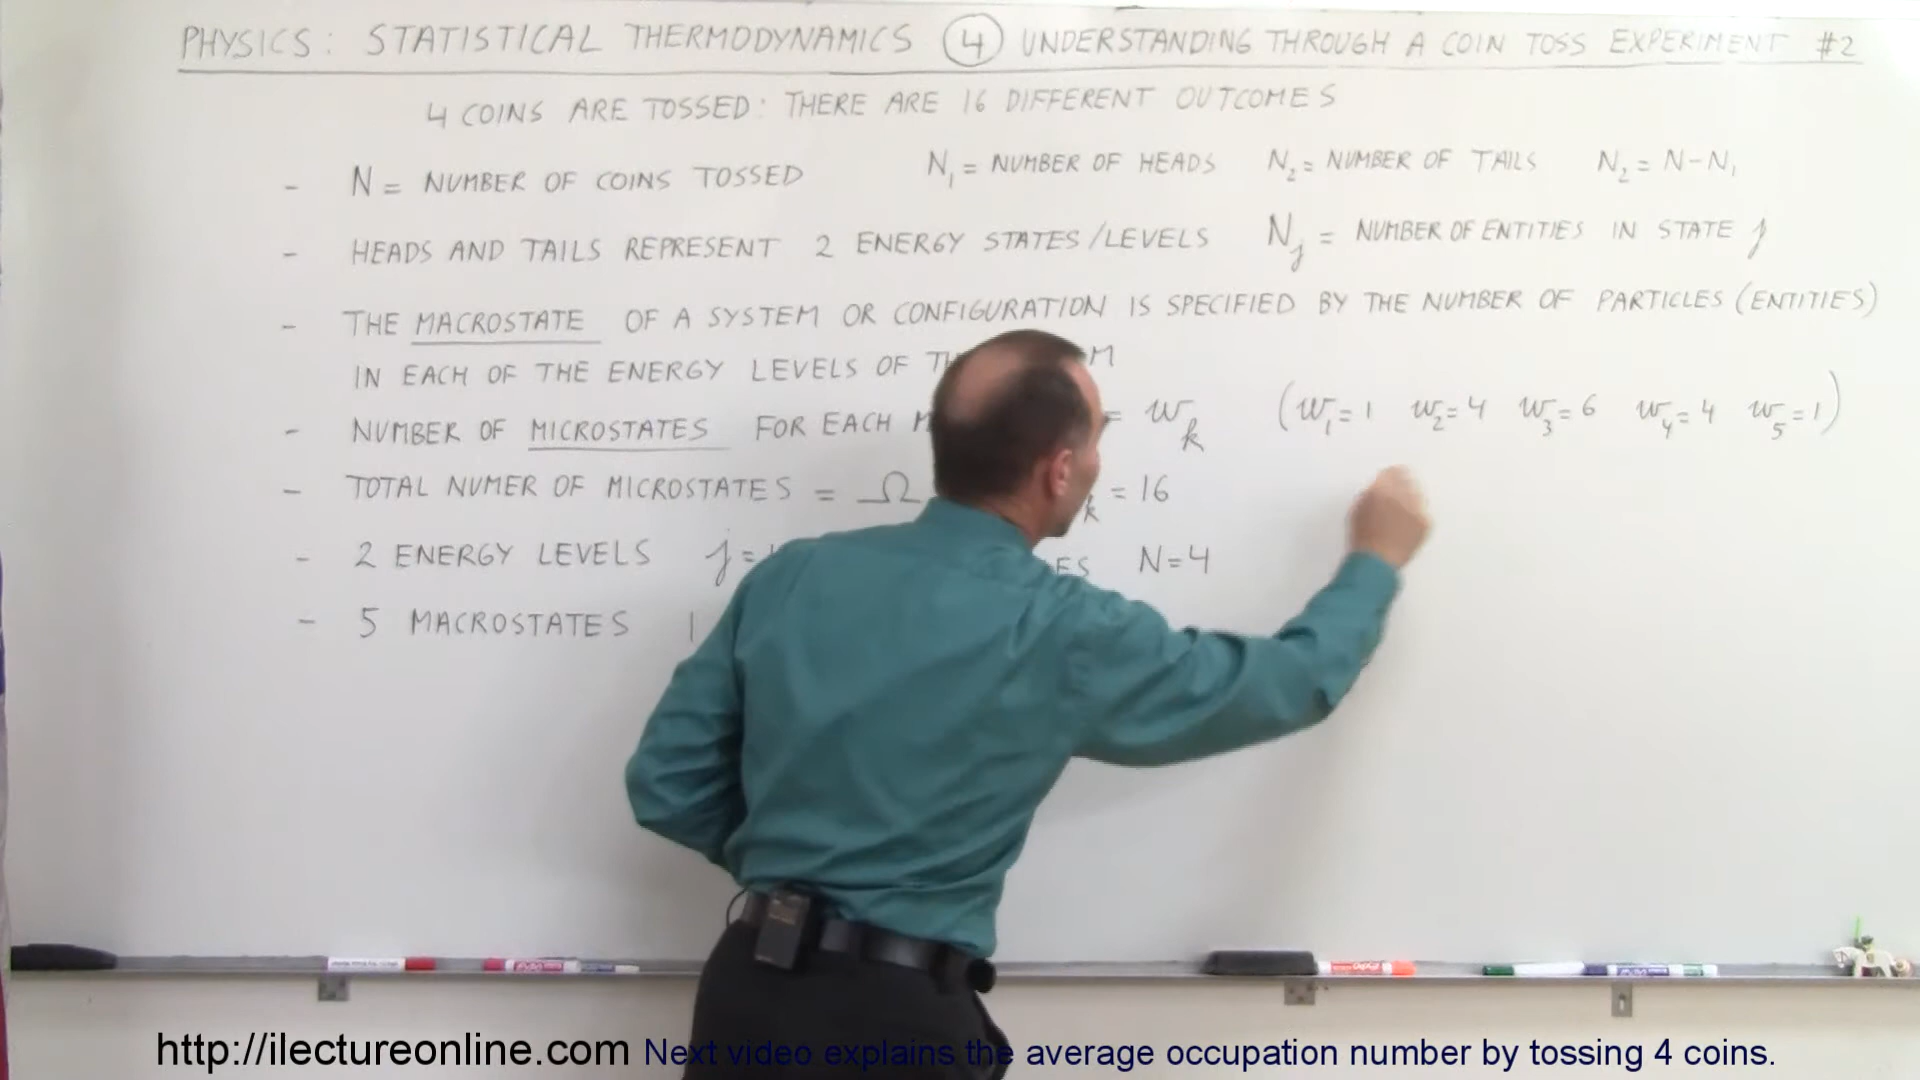 PHYSICS: STATISTICAL THERMODYNAMICS 4 UNDERSTANDING THROUGH A COIN TOSS EXPERIMENT #2
4 COINS ARE TOSSED: THERE ARE 16 DIFFERENT OUTCOMES
- N = NUMBER OF COINS TOSSED N₁ = NUMBER OF HEADS N₂ = NUMBER OF TAILS N₂ = N - N₁
- HEADS AND TAILS REPRESENT 2 ENERGY STATES/LEVELS Nⱼ = NUMBER OF ENTITIES IN STATE j
- THE MACROSTATE OF A SYSTEM OR CONFIGURATION IS SPECIFIED BY THE NUMBER OF PARTICLES (ENTITIES)
IN EACH OF THE ENERGY LEVELS OF
- NUMBER OF MICROSTATES FOR EACH = wₖ (w₁=1 w₂=4 w₃=6 w₄=4 w₅=1)
- TOTAL NUMER OF MICROSTATES = Ω ₖ = 16
- 2 ENERGY LEVELS j = N=4
- 5 MACROSTATES 1
http://ilectureonline.com Next video explains the average occupation number by tossing 4 coins.